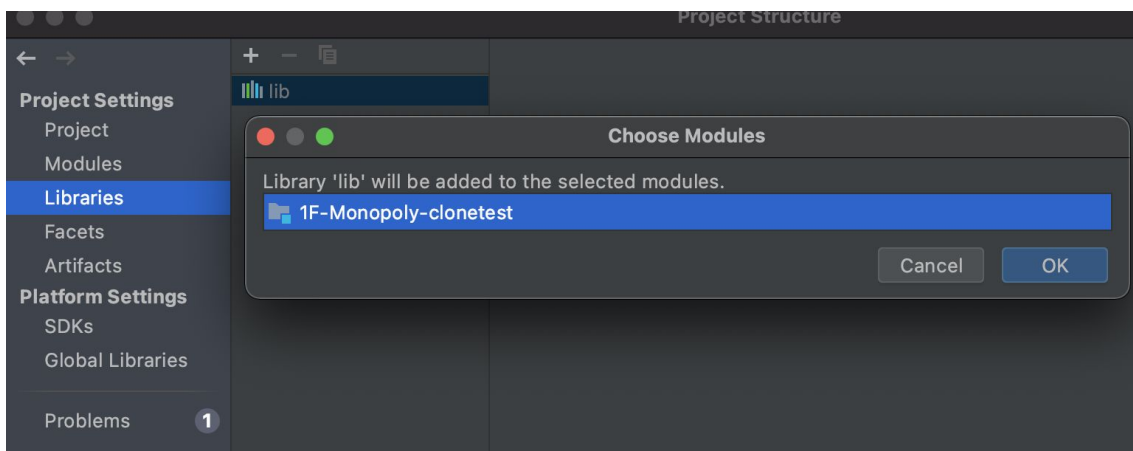 Project Structure
Project Settings
Project
Modules
Libraries
Facets
Artifacts
Platform Settings
SDKs
Global Libraries
Problems 1
lib
Choose Modules
Library 'lib' will be added to the selected modules.
1F-Monopoly-clonetest
Cancel OK